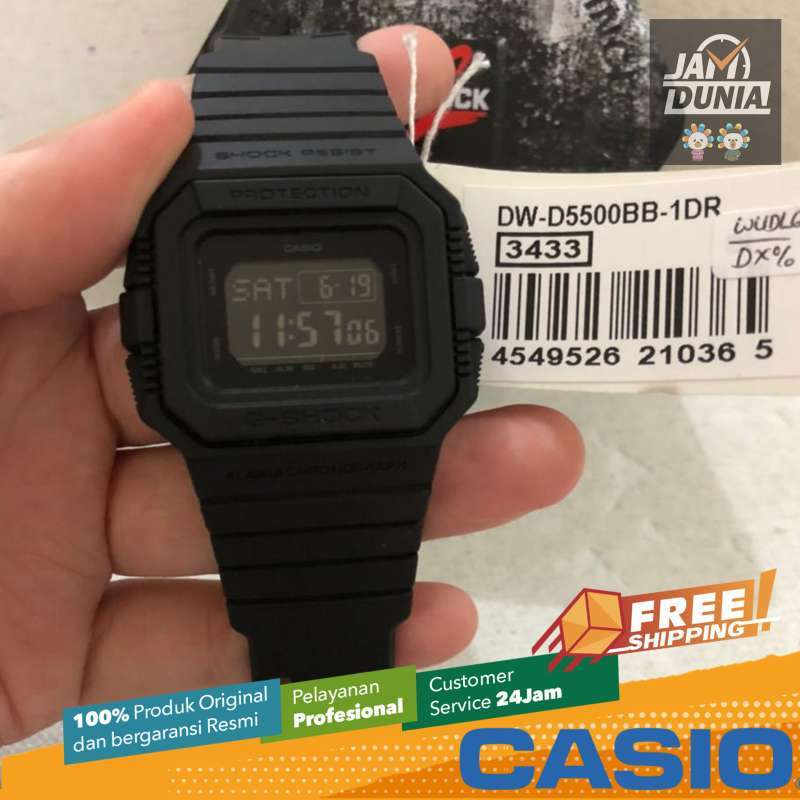 JAM
DUNIA
SHOCK RESIST
PROTECTION
CASIO
SAT 6-19
11:57 06
G-SHOCK
DW-D5500BB-1DR
3433
4549526 21036 5
FREE
SHIPPING!
100% Produk Original
dan bergaransi Resmi
Pelayanan
Profesional
Customer
Service 24Jam
CASIO